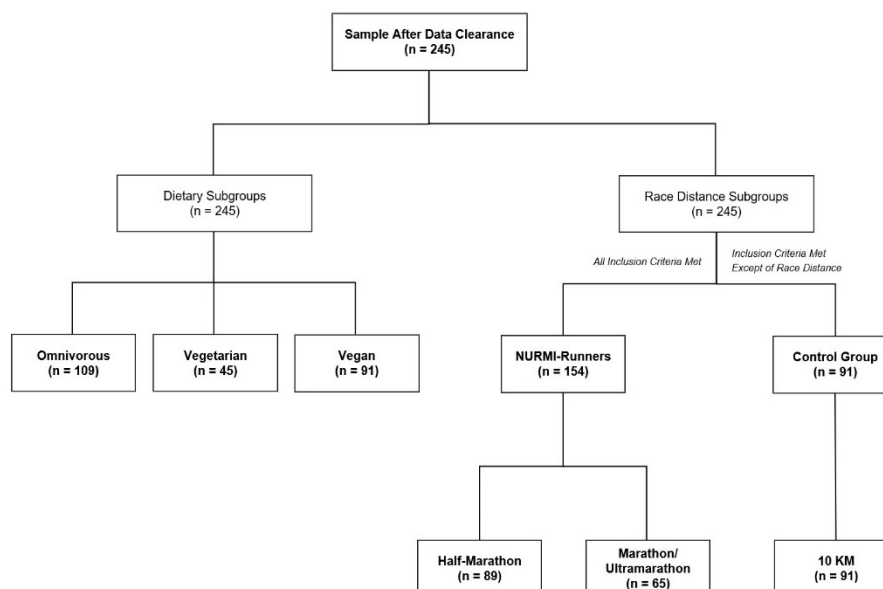 Sample After Data Clearance
(n = 245)
Dietary Subgroups
(n = 245)
Race Distance Subgroups
(n = 245)
All Inclusion Criteria Met
Inclusion Criteria Met
Except of Race Distance
Omnivorous
(n = 109)
Vegetarian
(n = 45)
Vegan
(n = 91)
NURMI-Runners
(n = 154)
Control Group
(n = 91)
Half-Marathon
(n = 89)
Marathon/
Ultramarathon
(n = 65)
10 KM
(n = 91)